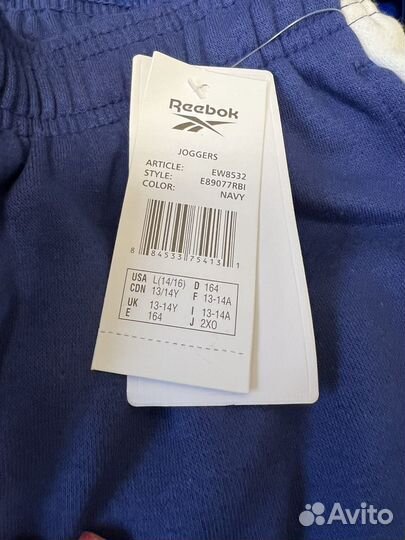 Reebok
JOGGERS
ARTICLE: EW8532
STYLE: E89077RBI
COLOR: NAVY
8 84533 75413 1
USA L(14/16) D 164
CDN 13/14Y F 13-14A
UK 13-14Y I 13-14A
E 164 J 2XO
Avito